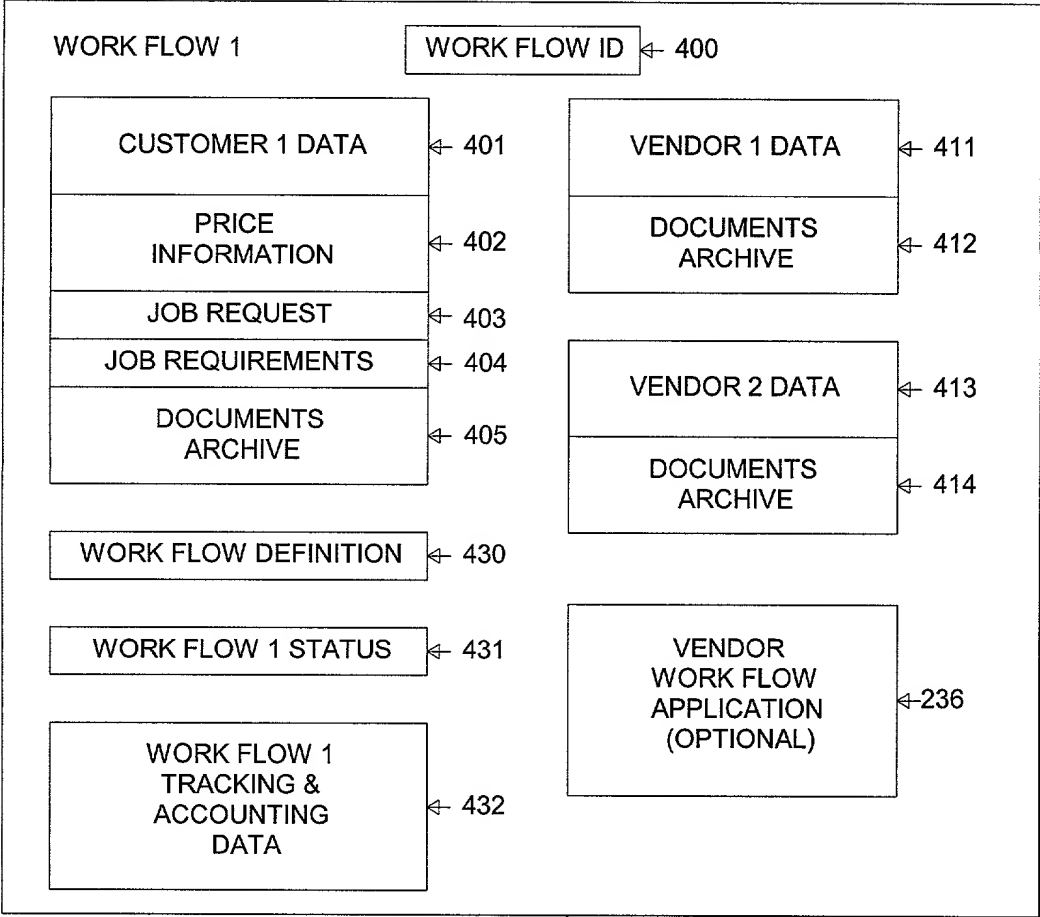 WORK FLOW 1
WORK FLOW ID 400
CUSTOMER 1 DATA 401
PRICE
INFORMATION 402
JOB REQUEST 403
JOB REQUIREMENTS 404
DOCUMENTS
ARCHIVE 405
VENDOR 1 DATA 411
DOCUMENTS
ARCHIVE 412
VENDOR 2 DATA 413
DOCUMENTS
ARCHIVE 414
WORK FLOW DEFINITION 430
WORK FLOW 1 STATUS 431
WORK FLOW 1
TRACKING &
ACCOUNTING 432
DATA
VENDOR
WORK FLOW
APPLICATION 236
(OPTIONAL)